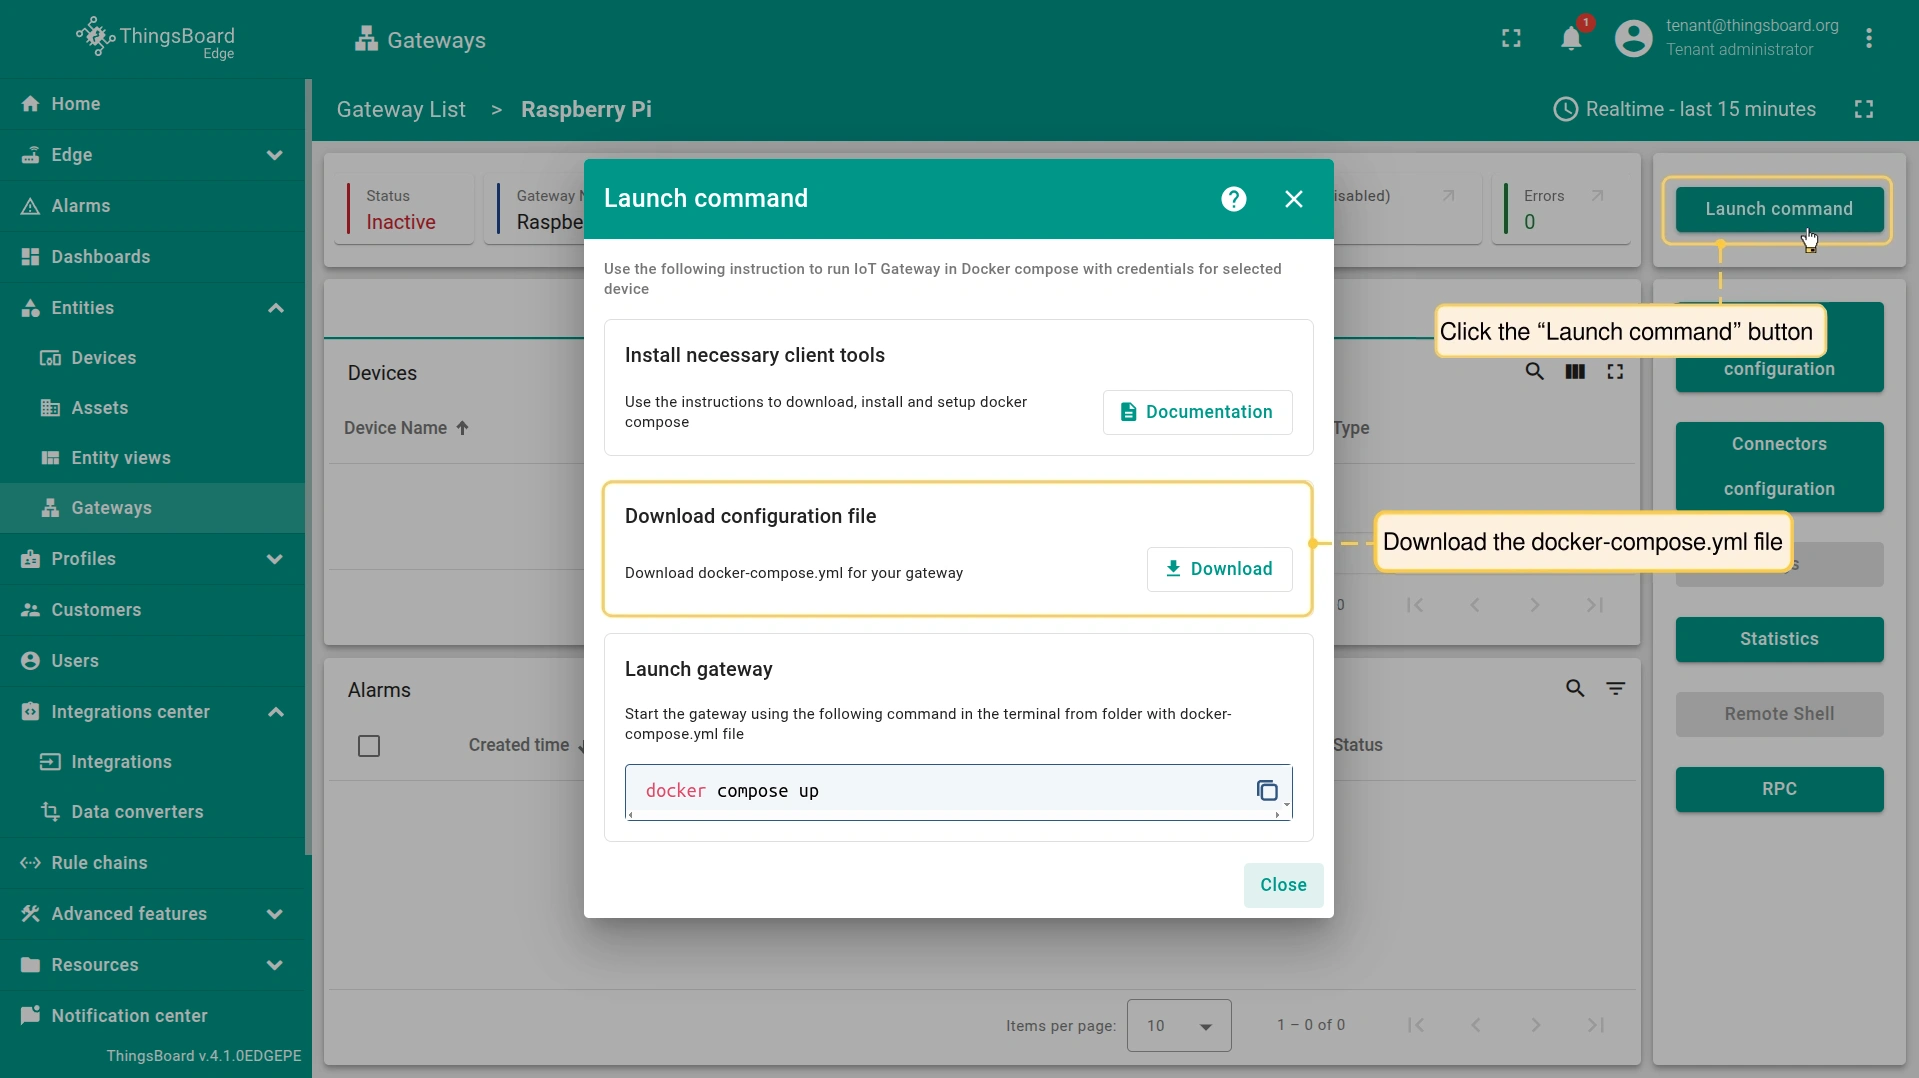 ThingsBoard
Edge
Gateways
1
tenant@thingsboard.org
Tenant administrator
Home
Edge
Alarms
Dashboards
Entities
Devices
Assets
Entity views
Gateways
Profiles
Customers
Users
Integrations center
Integrations
Data converters
Rule chains
Advanced features
Resources
Notification center
ThingsBoard v.4.1.0EDGEPE
Gateway List > Raspberry Pi
Realtime - last 15 minutes
Status
Inactive
Gateway N
Raspbe
isabled)
Errors
0
Launch command
Click the “Launch command” button
configuration
Connectors
configuration
s
Statistics
Remote Shell
RPC
Devices
Device Name
Type
0
Alarms
Created time
Status
Items per page:
10
1 – 0 of 0
Launch command
Use the following instruction to run IoT Gateway in Docker compose with credentials for selected
device
Install necessary client tools
Use the instructions to download, install and setup docker
compose
Documentation
Download configuration file
Download docker-compose.yml for your gateway
Download
Download the docker-compose.yml file
Launch gateway
Start the gateway using the following command in the terminal from folder with docker-
compose.yml file
docker compose up
Close